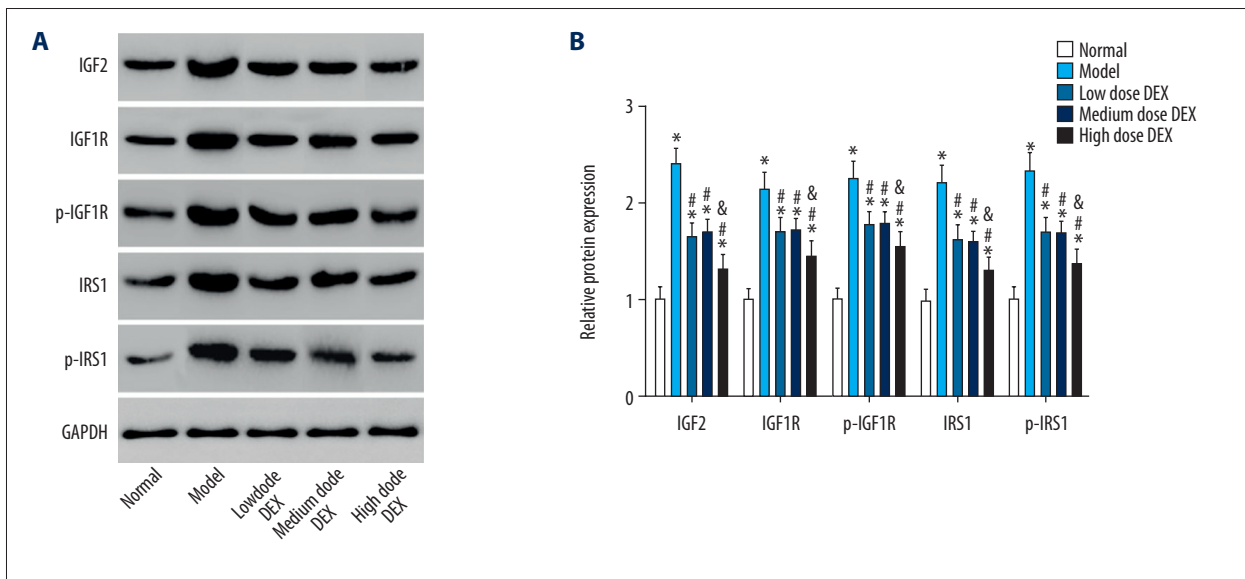 A
IGF2
IGF1R
p-IGF1R
IRS1
p-IRS1
GAPDH
Normal
Model
Lowdode
DEX
Medium dode
DEX
High dode
DEX
B
Normal
Model
Low dose DEX
Medium dose DEX
High dose DEX
Relative protein expression
3
2
1
0
*
#
*
#
*
&
#
*
*
#
*
#
*
&
#
*
*
#
*
#
*
&
#
*
*
#
*
#
*
&
#
*
*
#
*
#
*
&
#
*
IGF2
IGF1R
p-IGF1R
IRS1
p-IRS1